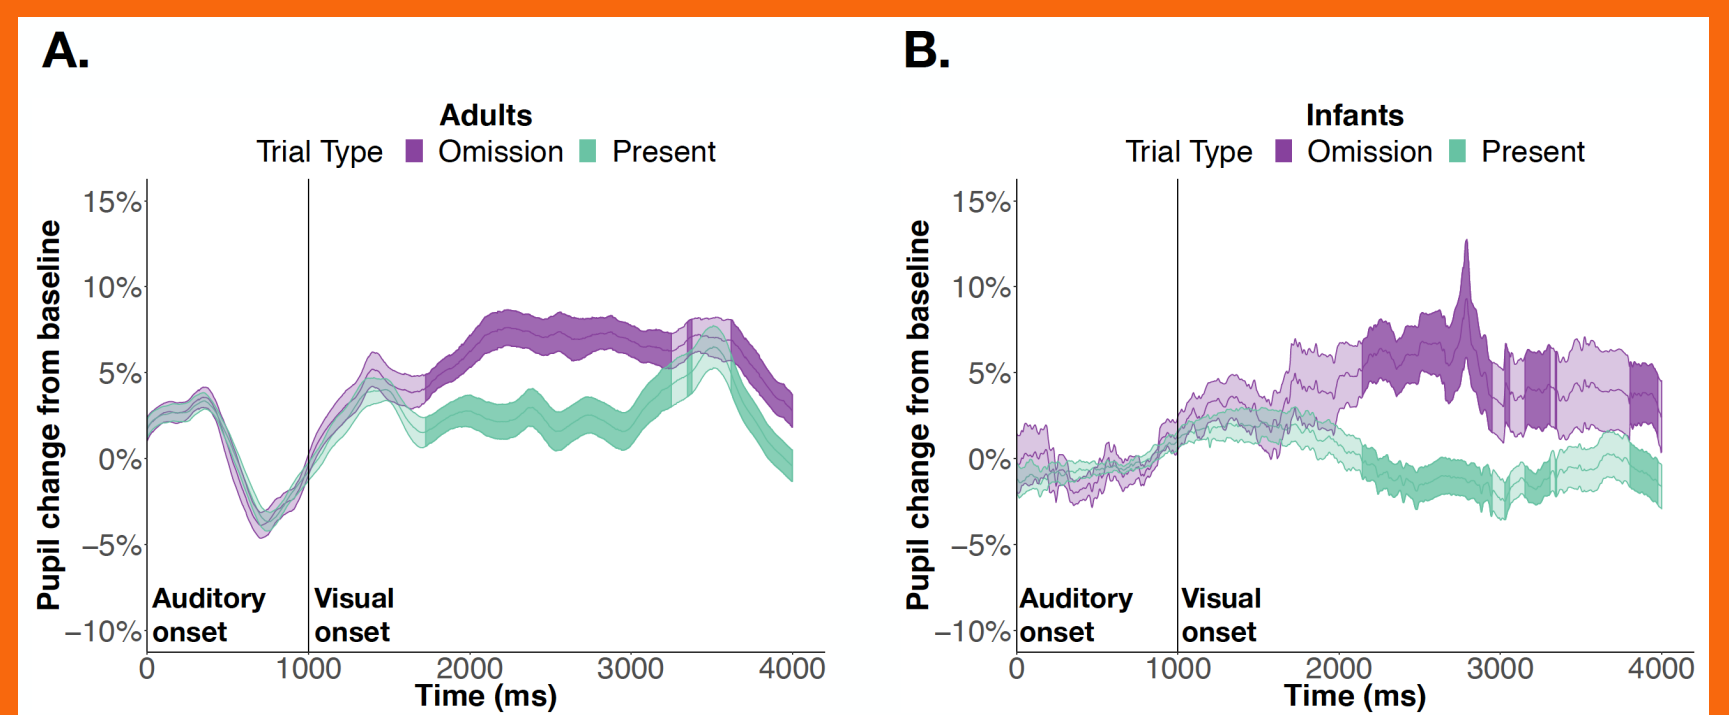 A.
Adults
Trial Type Omission Present
Pupil change from baseline
15%
10%
5%
0%
−5%
−10%
Auditory
onset
Visual
onset
0 1000 2000 3000 4000
Time (ms)
B.
Infants
Trial Type Omission Present
Pupil change from baseline
15%
10%
5%
0%
−5%
−10%
Auditory
onset
Visual
onset
0 1000 2000 3000 4000
Time (ms)